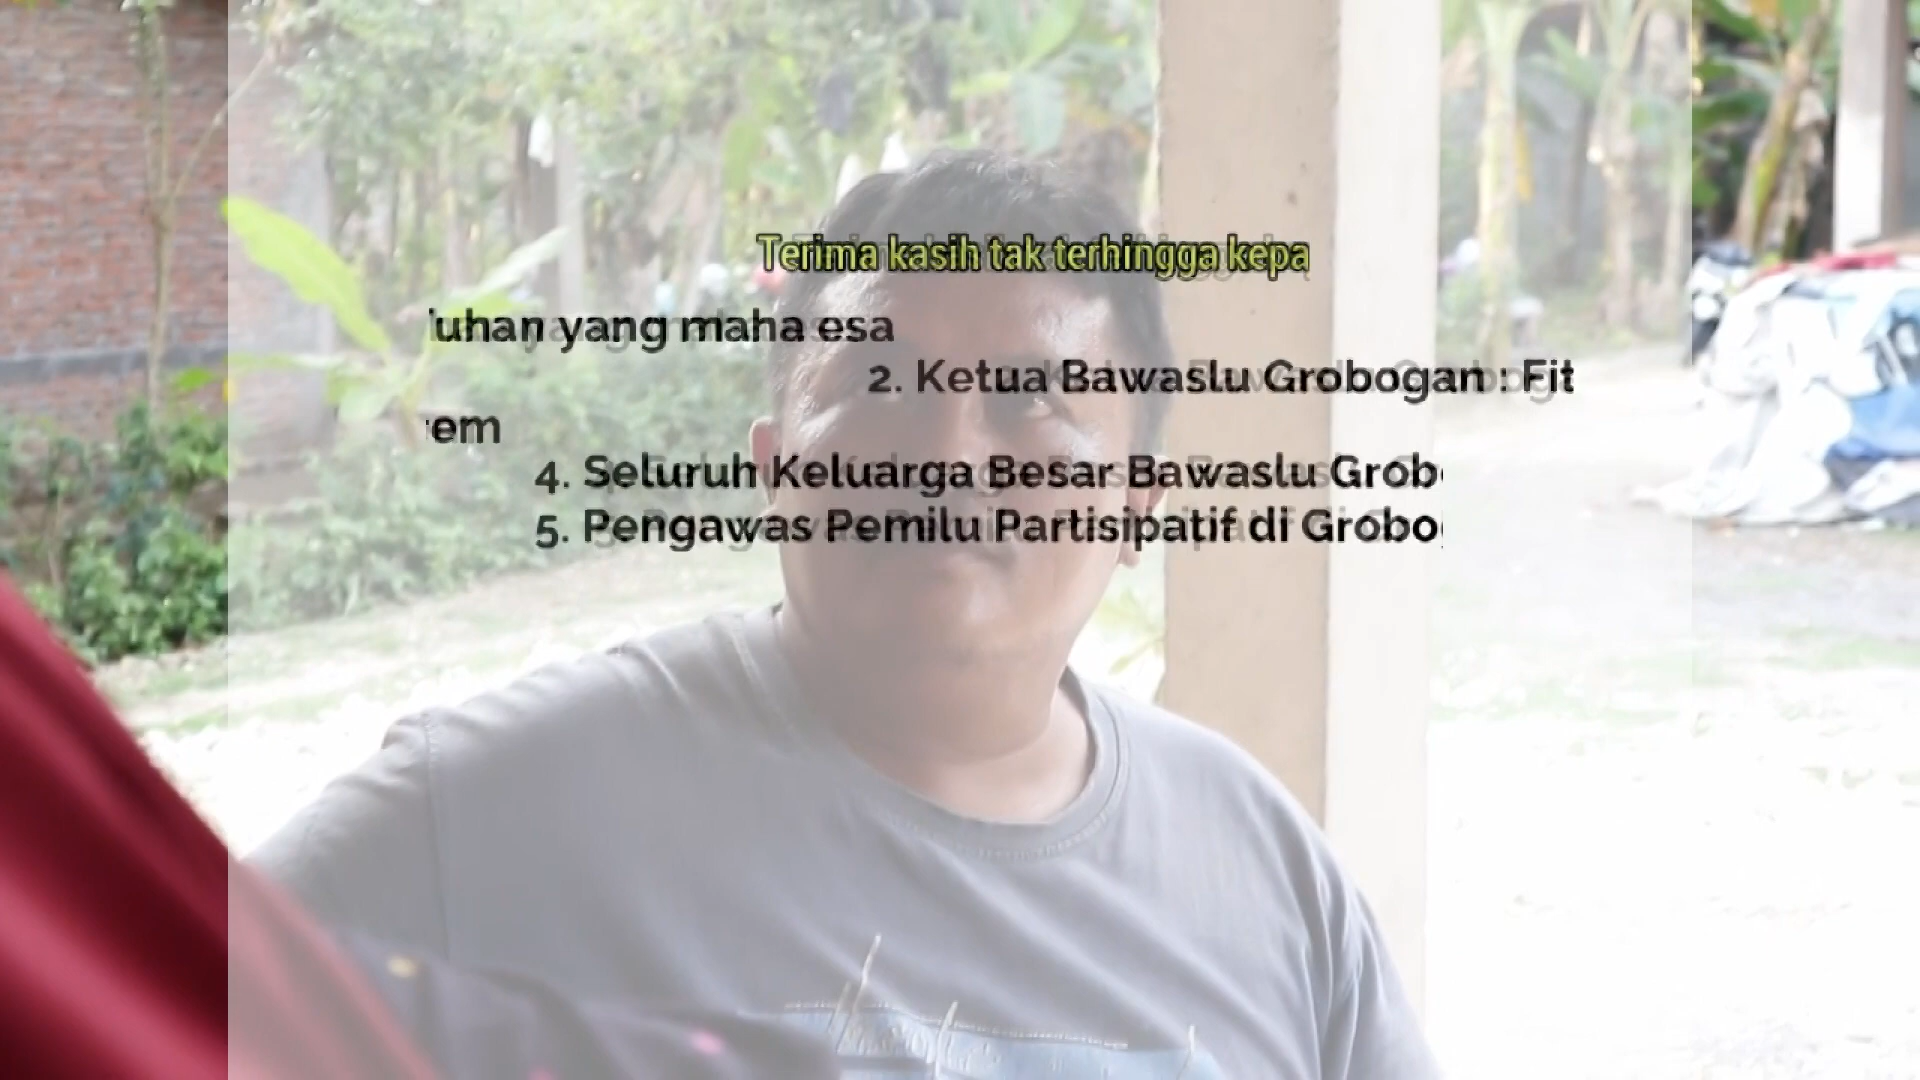 Terima kasih tak terhingga kepa
uhan yang maha esa
2. Ketua Bawaslu Grobogan : Fit
em
4. Seluruh Keluarga Besar Bawaslu Grob
5. Pengawas Pemilu Partisipatif di Grobo